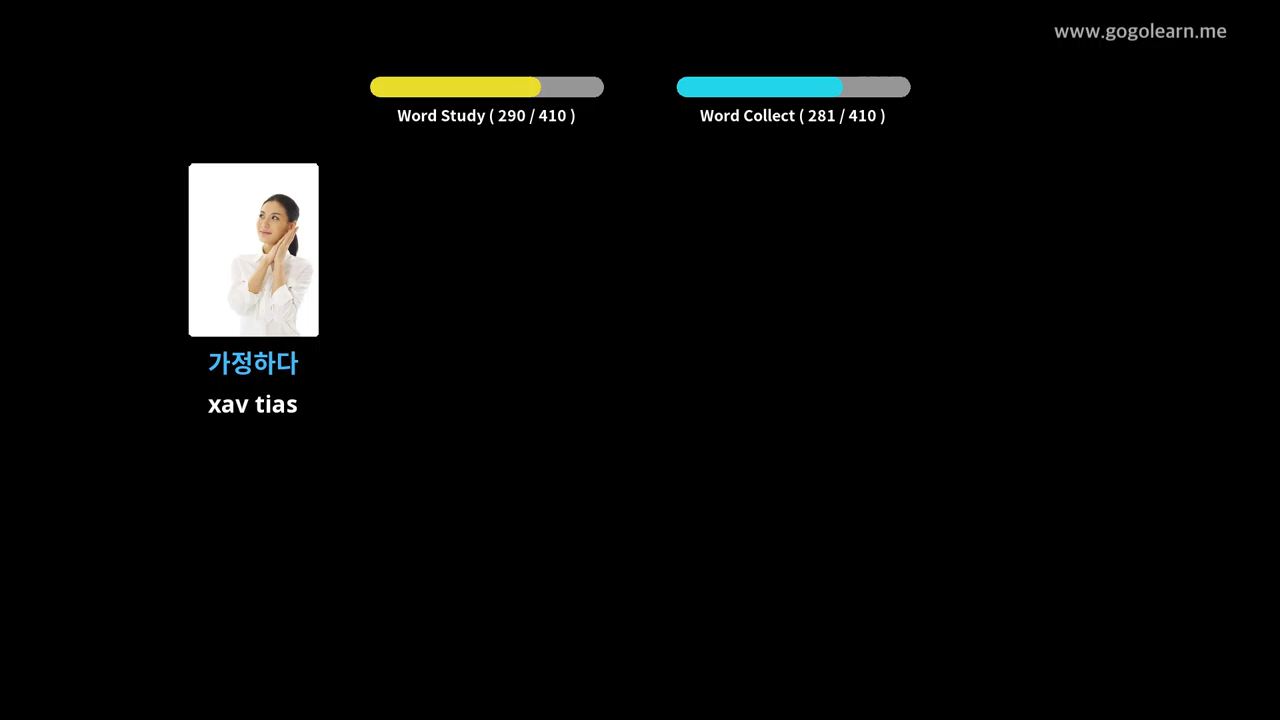 www.gogolearn.me
Word Study ( 290 / 410 )
Word Collect ( 281 / 410 )
가정하다
xav tias